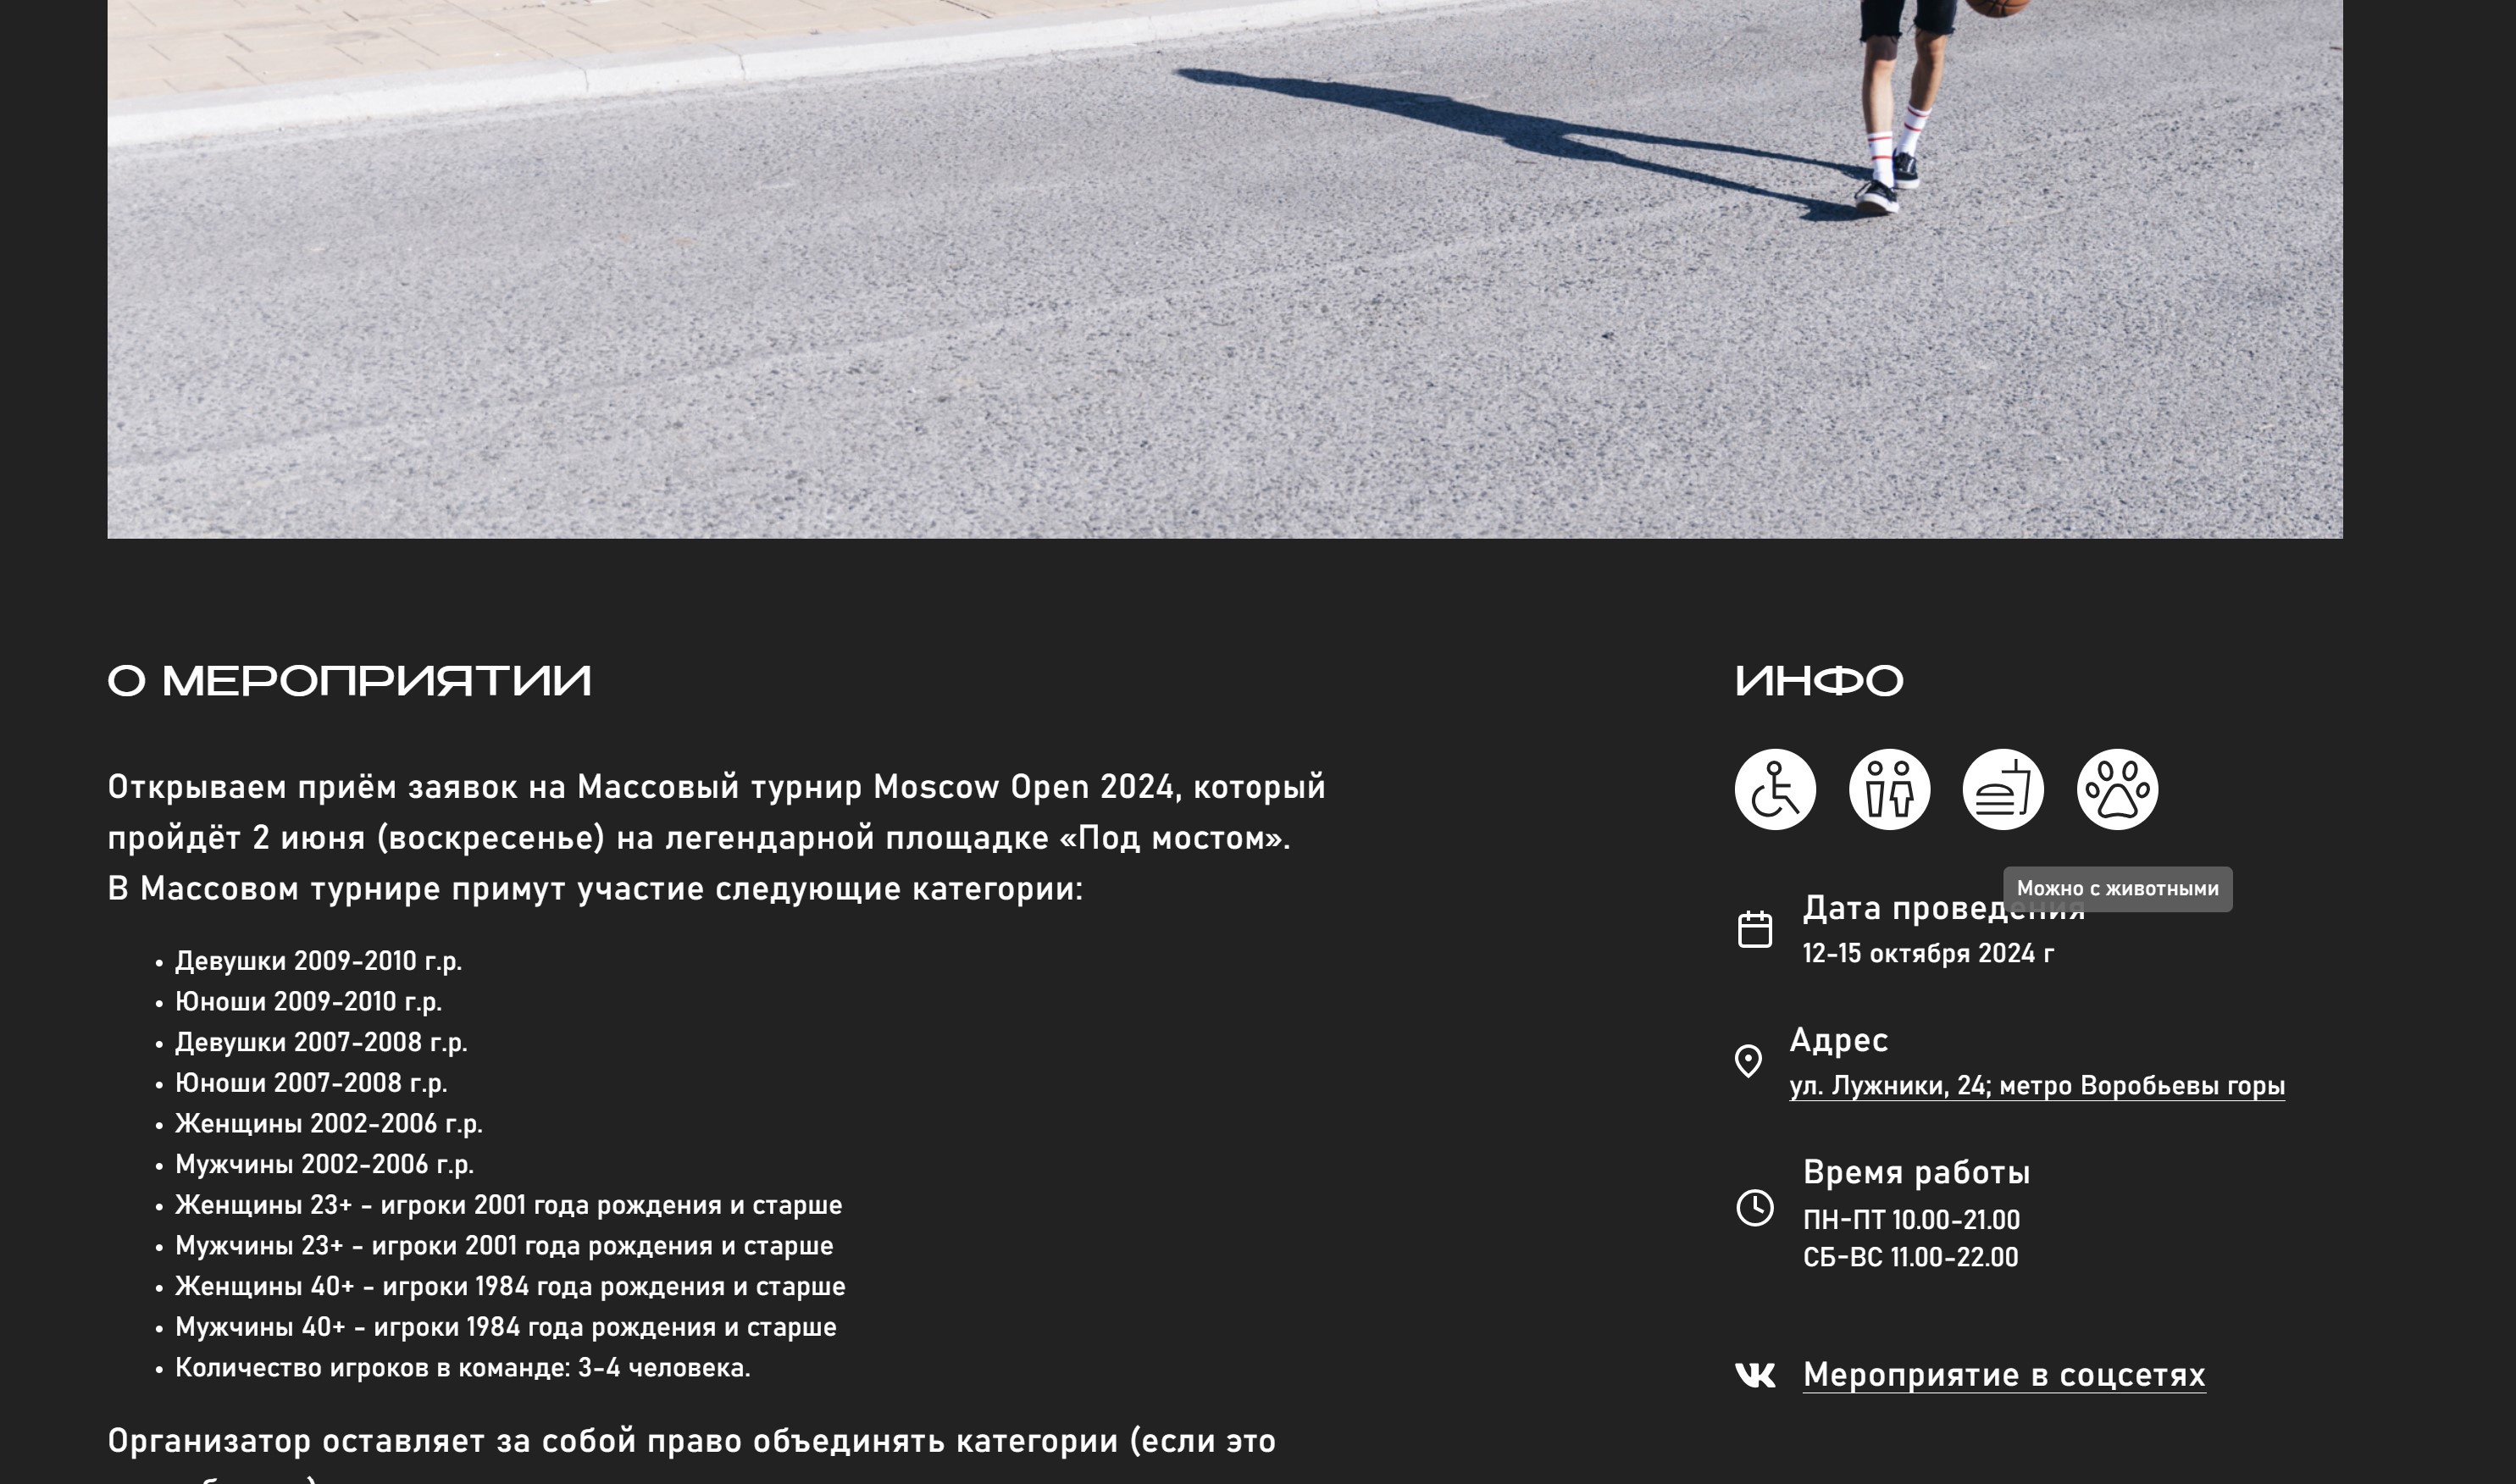 О МЕРОПРИЯТИИ
Открываем приём заявок на Массовый турнир Moscow Open 2024, который
пройдёт 2 июня (воскресенье) на легендарной площадке «Под мостом».
В Массовом турнире примут участие следующие категории:
• Девушки 2009-2010 г.р.
• Юноши 2009-2010 г.р.
• Девушки 2007-2008 г.р.
• Юноши 2007-2008 г.р.
• Женщины 2002-2006 г.р.
• Мужчины 2002-2006 г.р.
• Женщины 23+ - игроки 2001 года рождения и старше
• Мужчины 23+ - игроки 2001 года рождения и старше
• Женщины 40+ - игроки 1984 года рождения и старше
• Мужчины 40+ - игроки 1984 года рождения и старше
• Количество игроков в команде: 3-4 человека.
Организатор оставляет за собой право объединять категории (если это
ИНФО
Можно с животными
Дата проведения
12-15 октября 2024 г
Адрес
ул. Лужники, 24; метро Воробьевы горы
Время работы
ПН-ПТ 10.00-21.00
СБ-ВС 11.00-22.00
Мероприятие в соцсетях